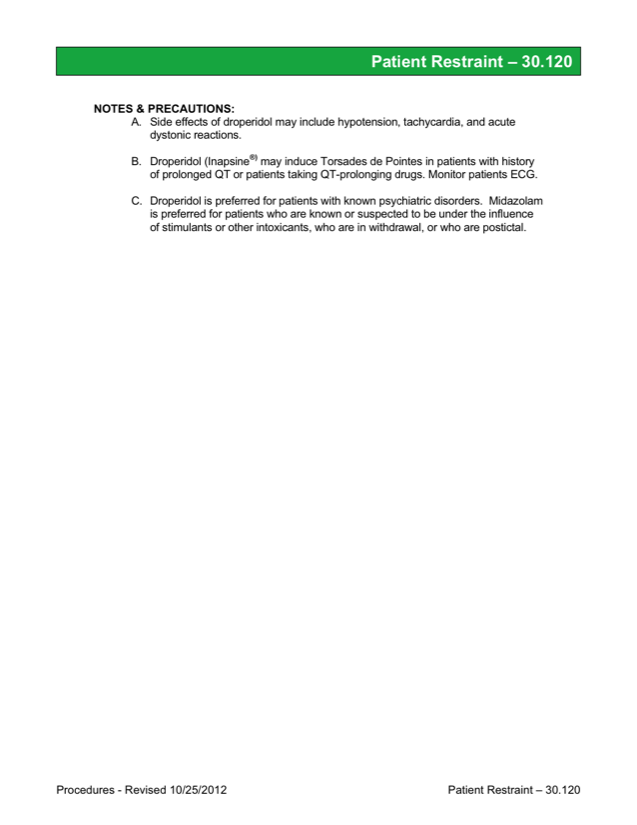 Patient Restraint – 30.120
NOTES & PRECAUTIONS:
A. Side effects of droperidol may include hypotension, tachycardia, and acute
dystonic reactions.
B. Droperidol (Inapsine®) may induce Torsades de Pointes in patients with history
of prolonged QT or patients taking QT-prolonging drugs. Monitor patients ECG.
C. Droperidol is preferred for patients with known psychiatric disorders.  Midazolam
is preferred for patients who are known or suspected to be under the influence
of stimulants or other intoxicants, who are in withdrawal, or who are postictal.
Procedures - Revised 10/25/2012 Patient Restraint – 30.120